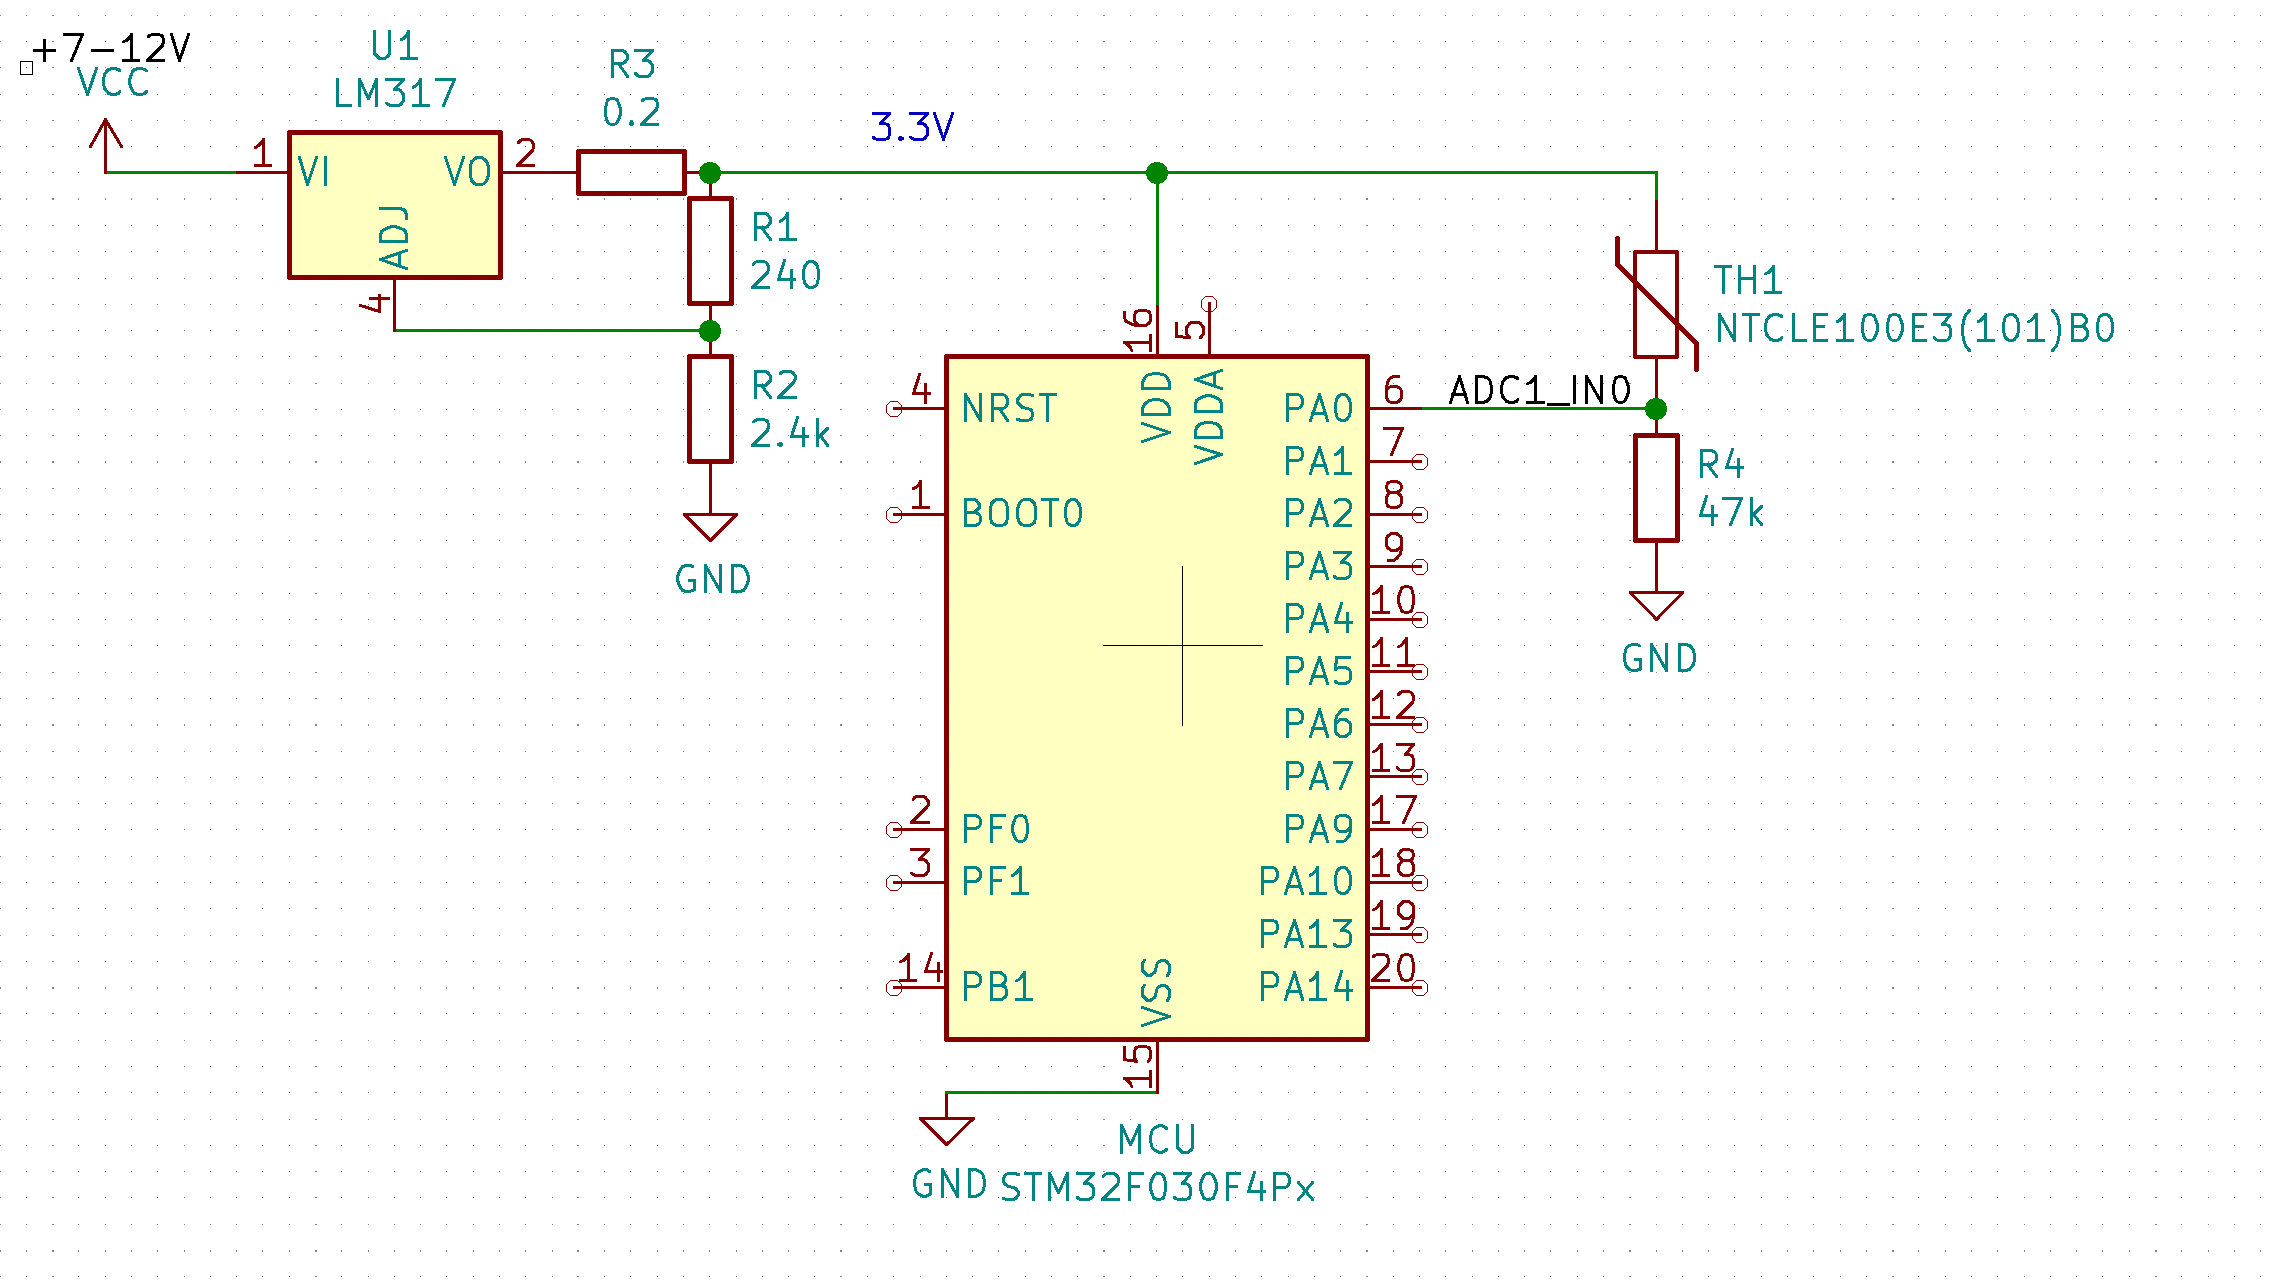 +7-12V
VCC
U1
LM317
1
VI
VO
2
ADJ
4
R3
0.2
3.3V
R1
240
R2
2.4k
GND
16
5
VDD
VDDA
4
NRST
1
BOOT0
2
PF0
3
PF1
14
PB1
PA0
6
ADC1_IN0
PA1
7
PA2
8
PA3
9
PA4
10
PA5
11
PA6
12
PA7
13
PA9
17
PA10
18
PA13
19
PA14
20
VSS
15
GND
MCU
STM32F030F4Px
TH1
NTCLE100E3(101)B0
R4
47k
GND